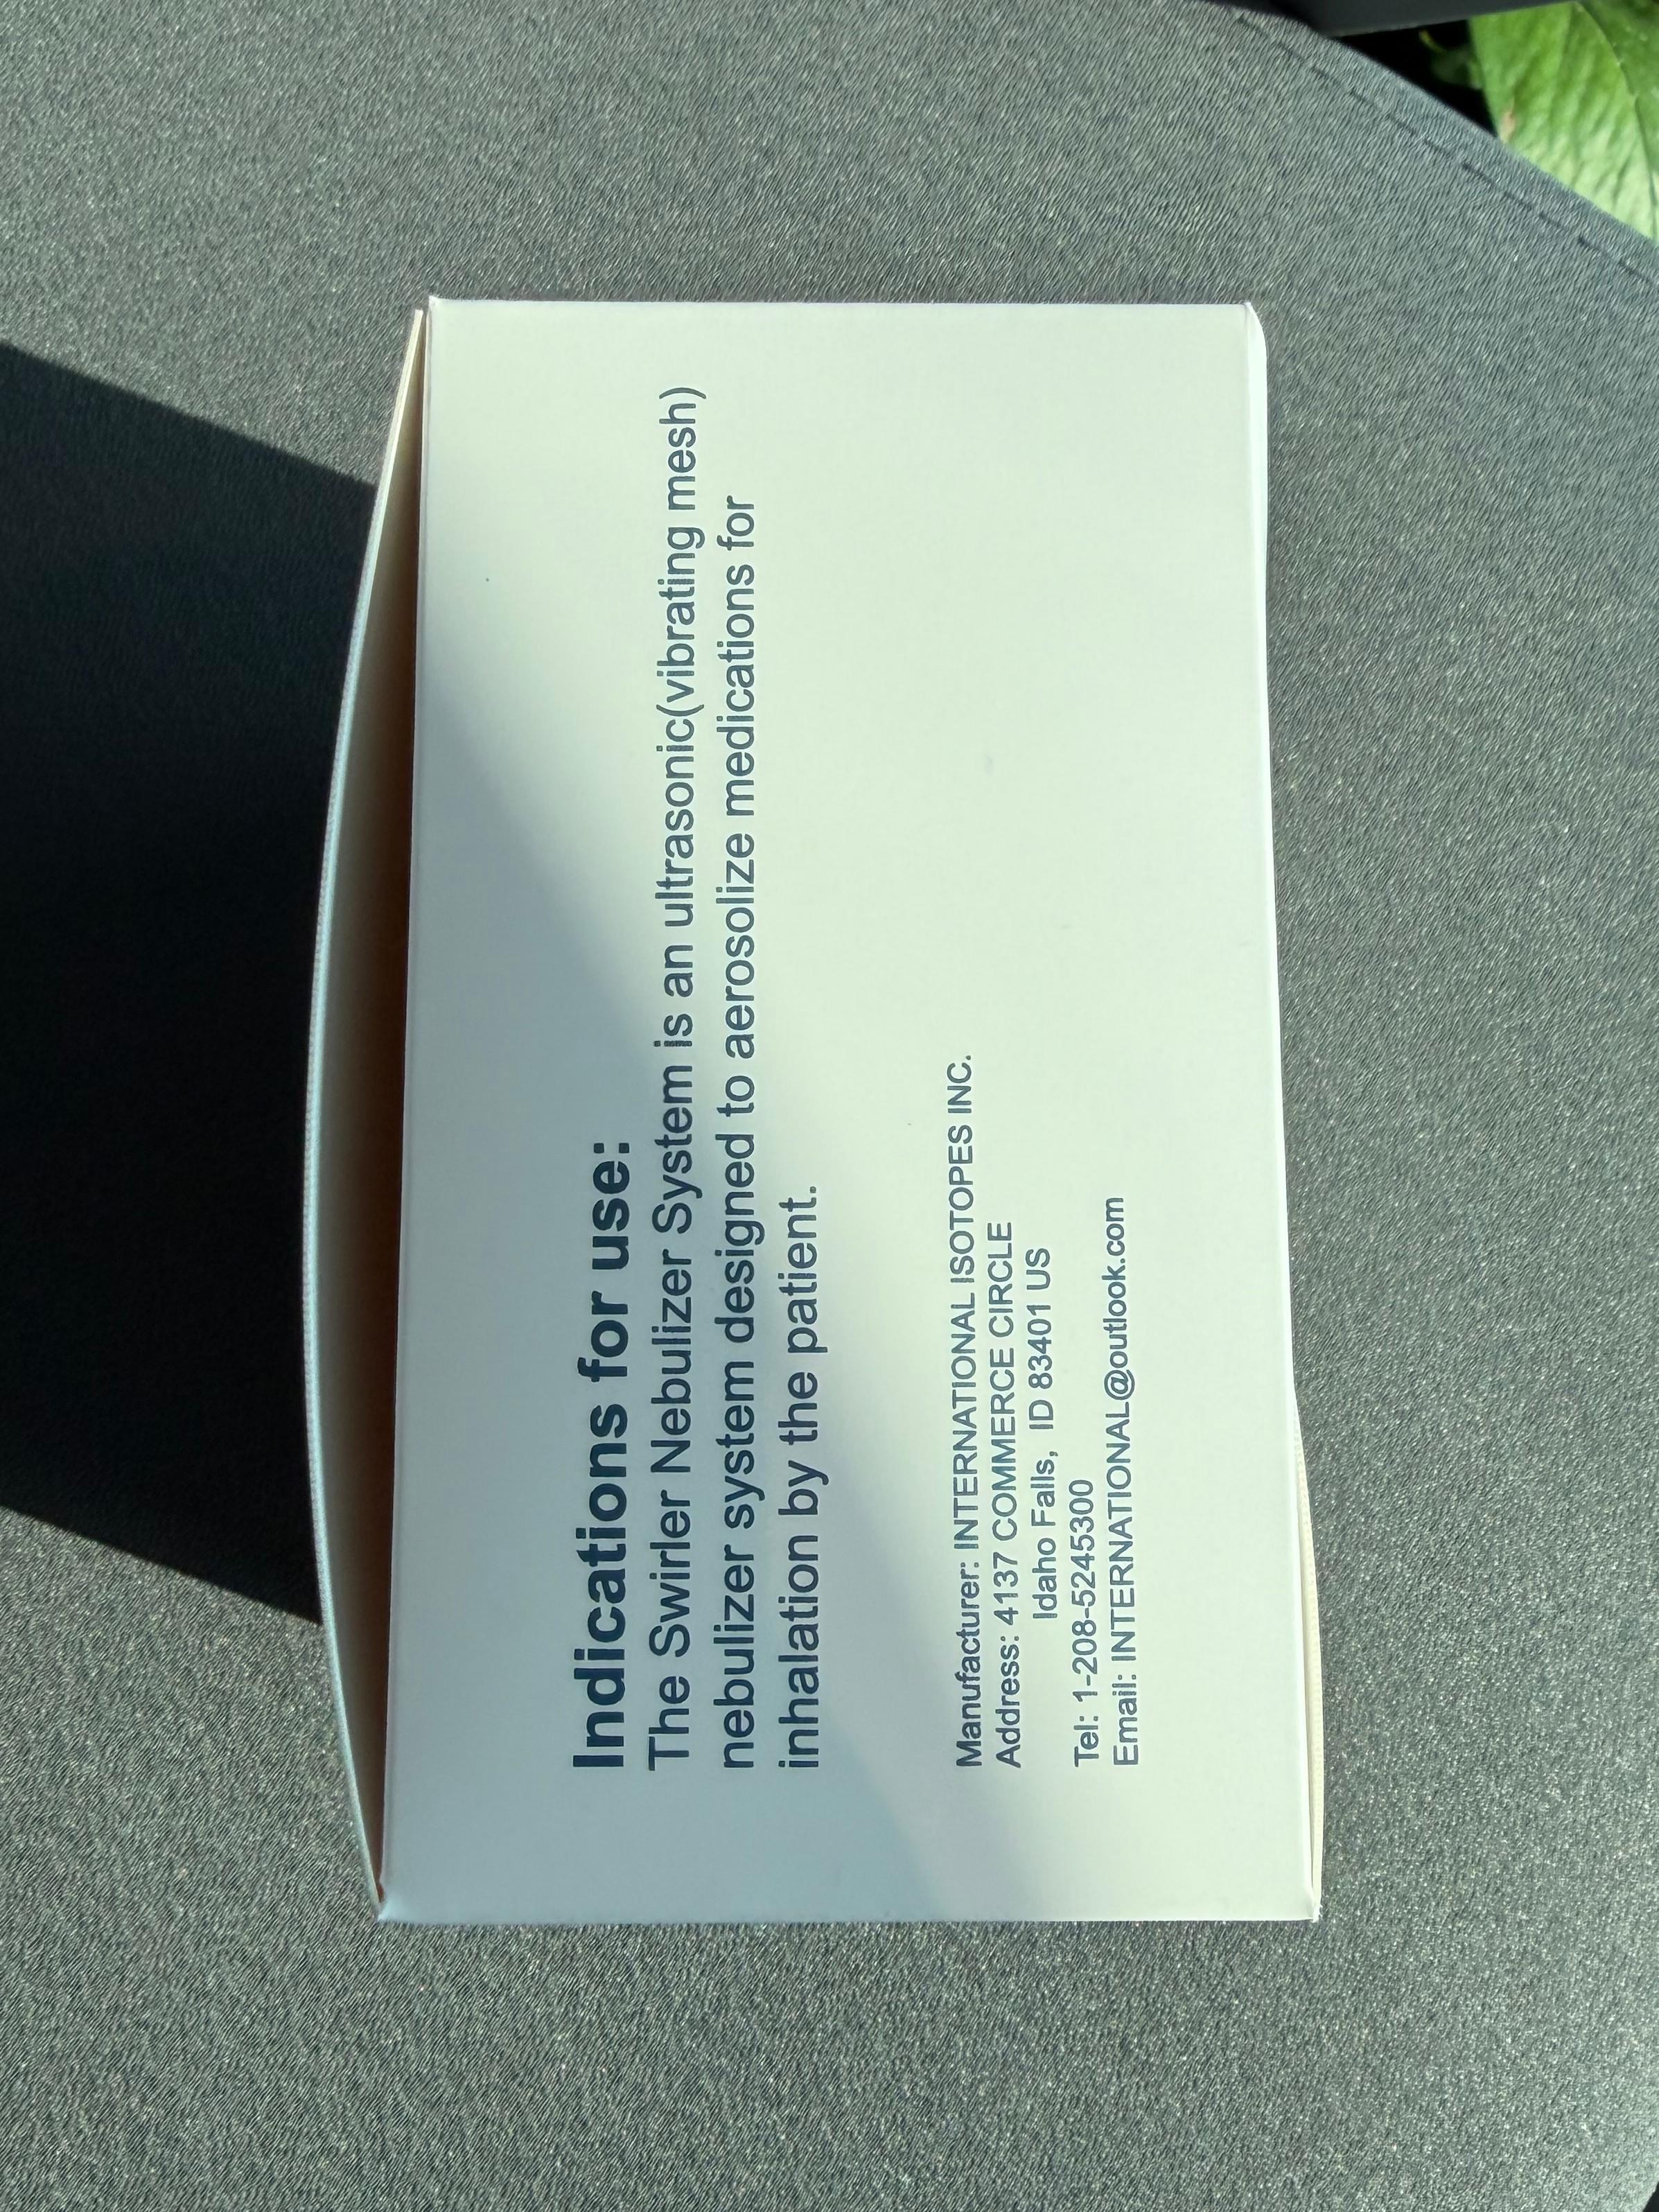 Indications for use:
The Swirler Nebulizer System is an ultrasonic(vibrating mesh)
nebulizer system designed to aerosolize medications for
inhalation by the patient.
Manufacturer: INTERNATIONAL ISOTOPES INC.
Address: 4137 COMMERCE CIRCLE
Idaho Falls, ID 83401 US
Tel: 1-208-5245300
Email: INTERNATIONAL@outlook.com